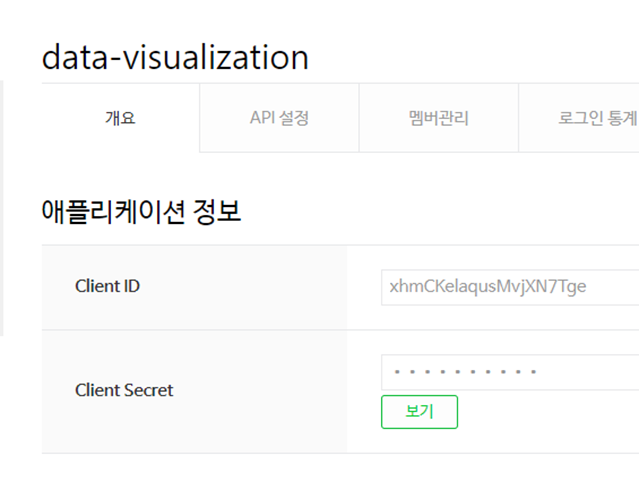 data-visualization
개요 API 설정 멤버관리 로그인 통계
애플리케이션 정보
Client ID xhmCKelaqusMvjXN7Tge
Client Secret ••••••••••
보기